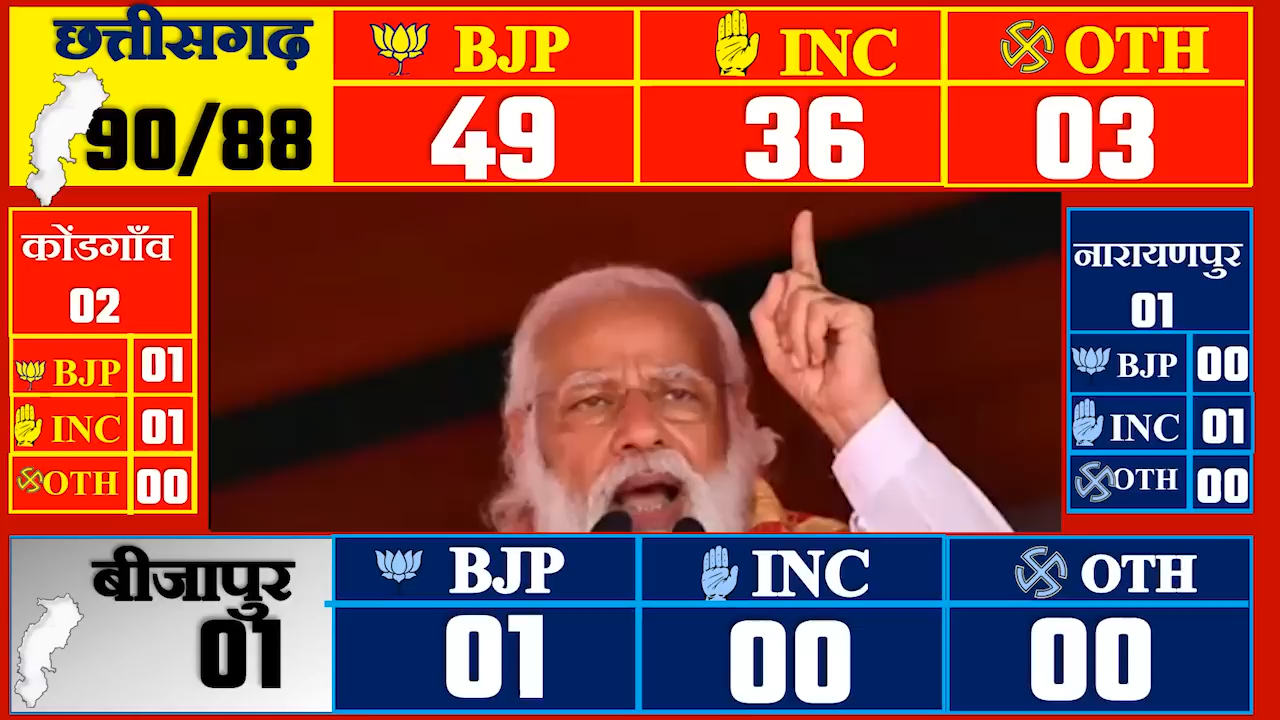 छत्तीसगढ़
90/88
BJP
INC
OTH
49
36
03
कोंडगाँव
02
BJP 01
INC 01
OTH 00
नारायणपुर
01
BJP 00
INC 01
OTH 00
बीजापुर
01
BJP
INC
OTH
01
00
00